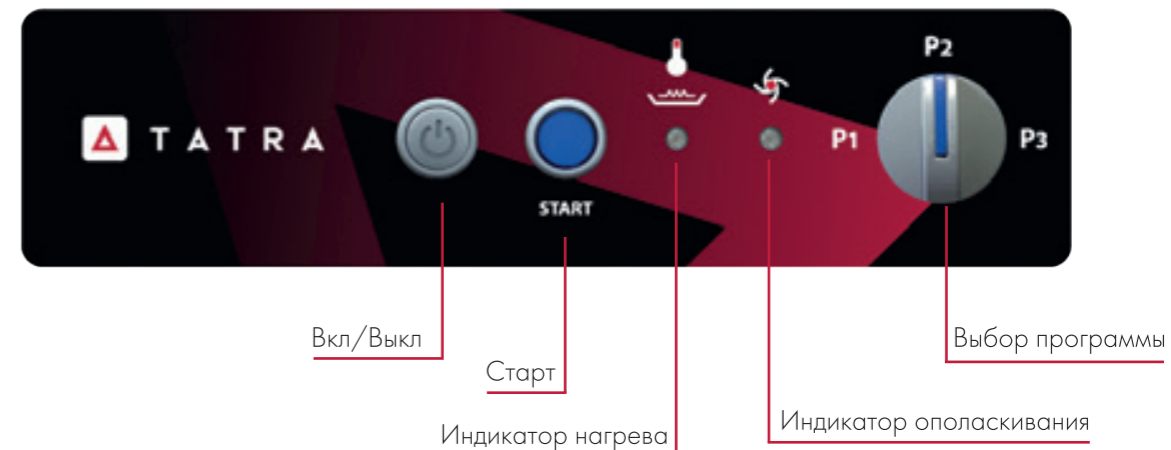 P2
TATRA
P1
P3
START
Вкл/Выкл
Выбор программы
Старт
Индикатор ополаскивания
Индикатор нагрева